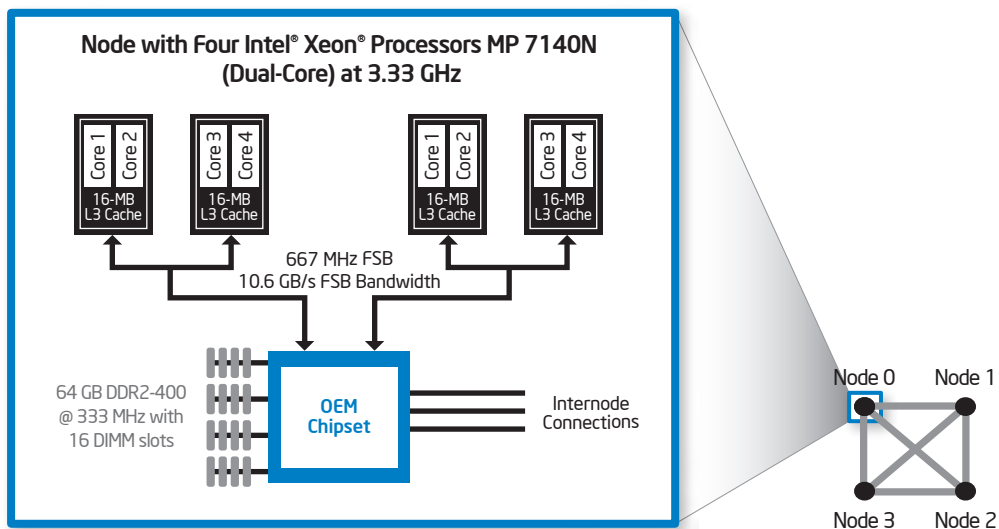 Node with Four Intel® Xeon® Processors MP 7140N
(Dual-Core) at 3.33 GHz
Core 1
Core 2
16-MB
L3 Cache
Core 3
Core 4
16-MB
L3 Cache
Core 1
Core 2
16-MB
L3 Cache
Core 3
Core 4
16-MB
L3 Cache
667 MHz FSB
10.6 GB/s FSB Bandwidth
64 GB DDR2-400
@ 333 MHz with
16 DIMM slots
OEM
Chipset
Internode
Connections
Node 0
Node 1
Node 3
Node 2